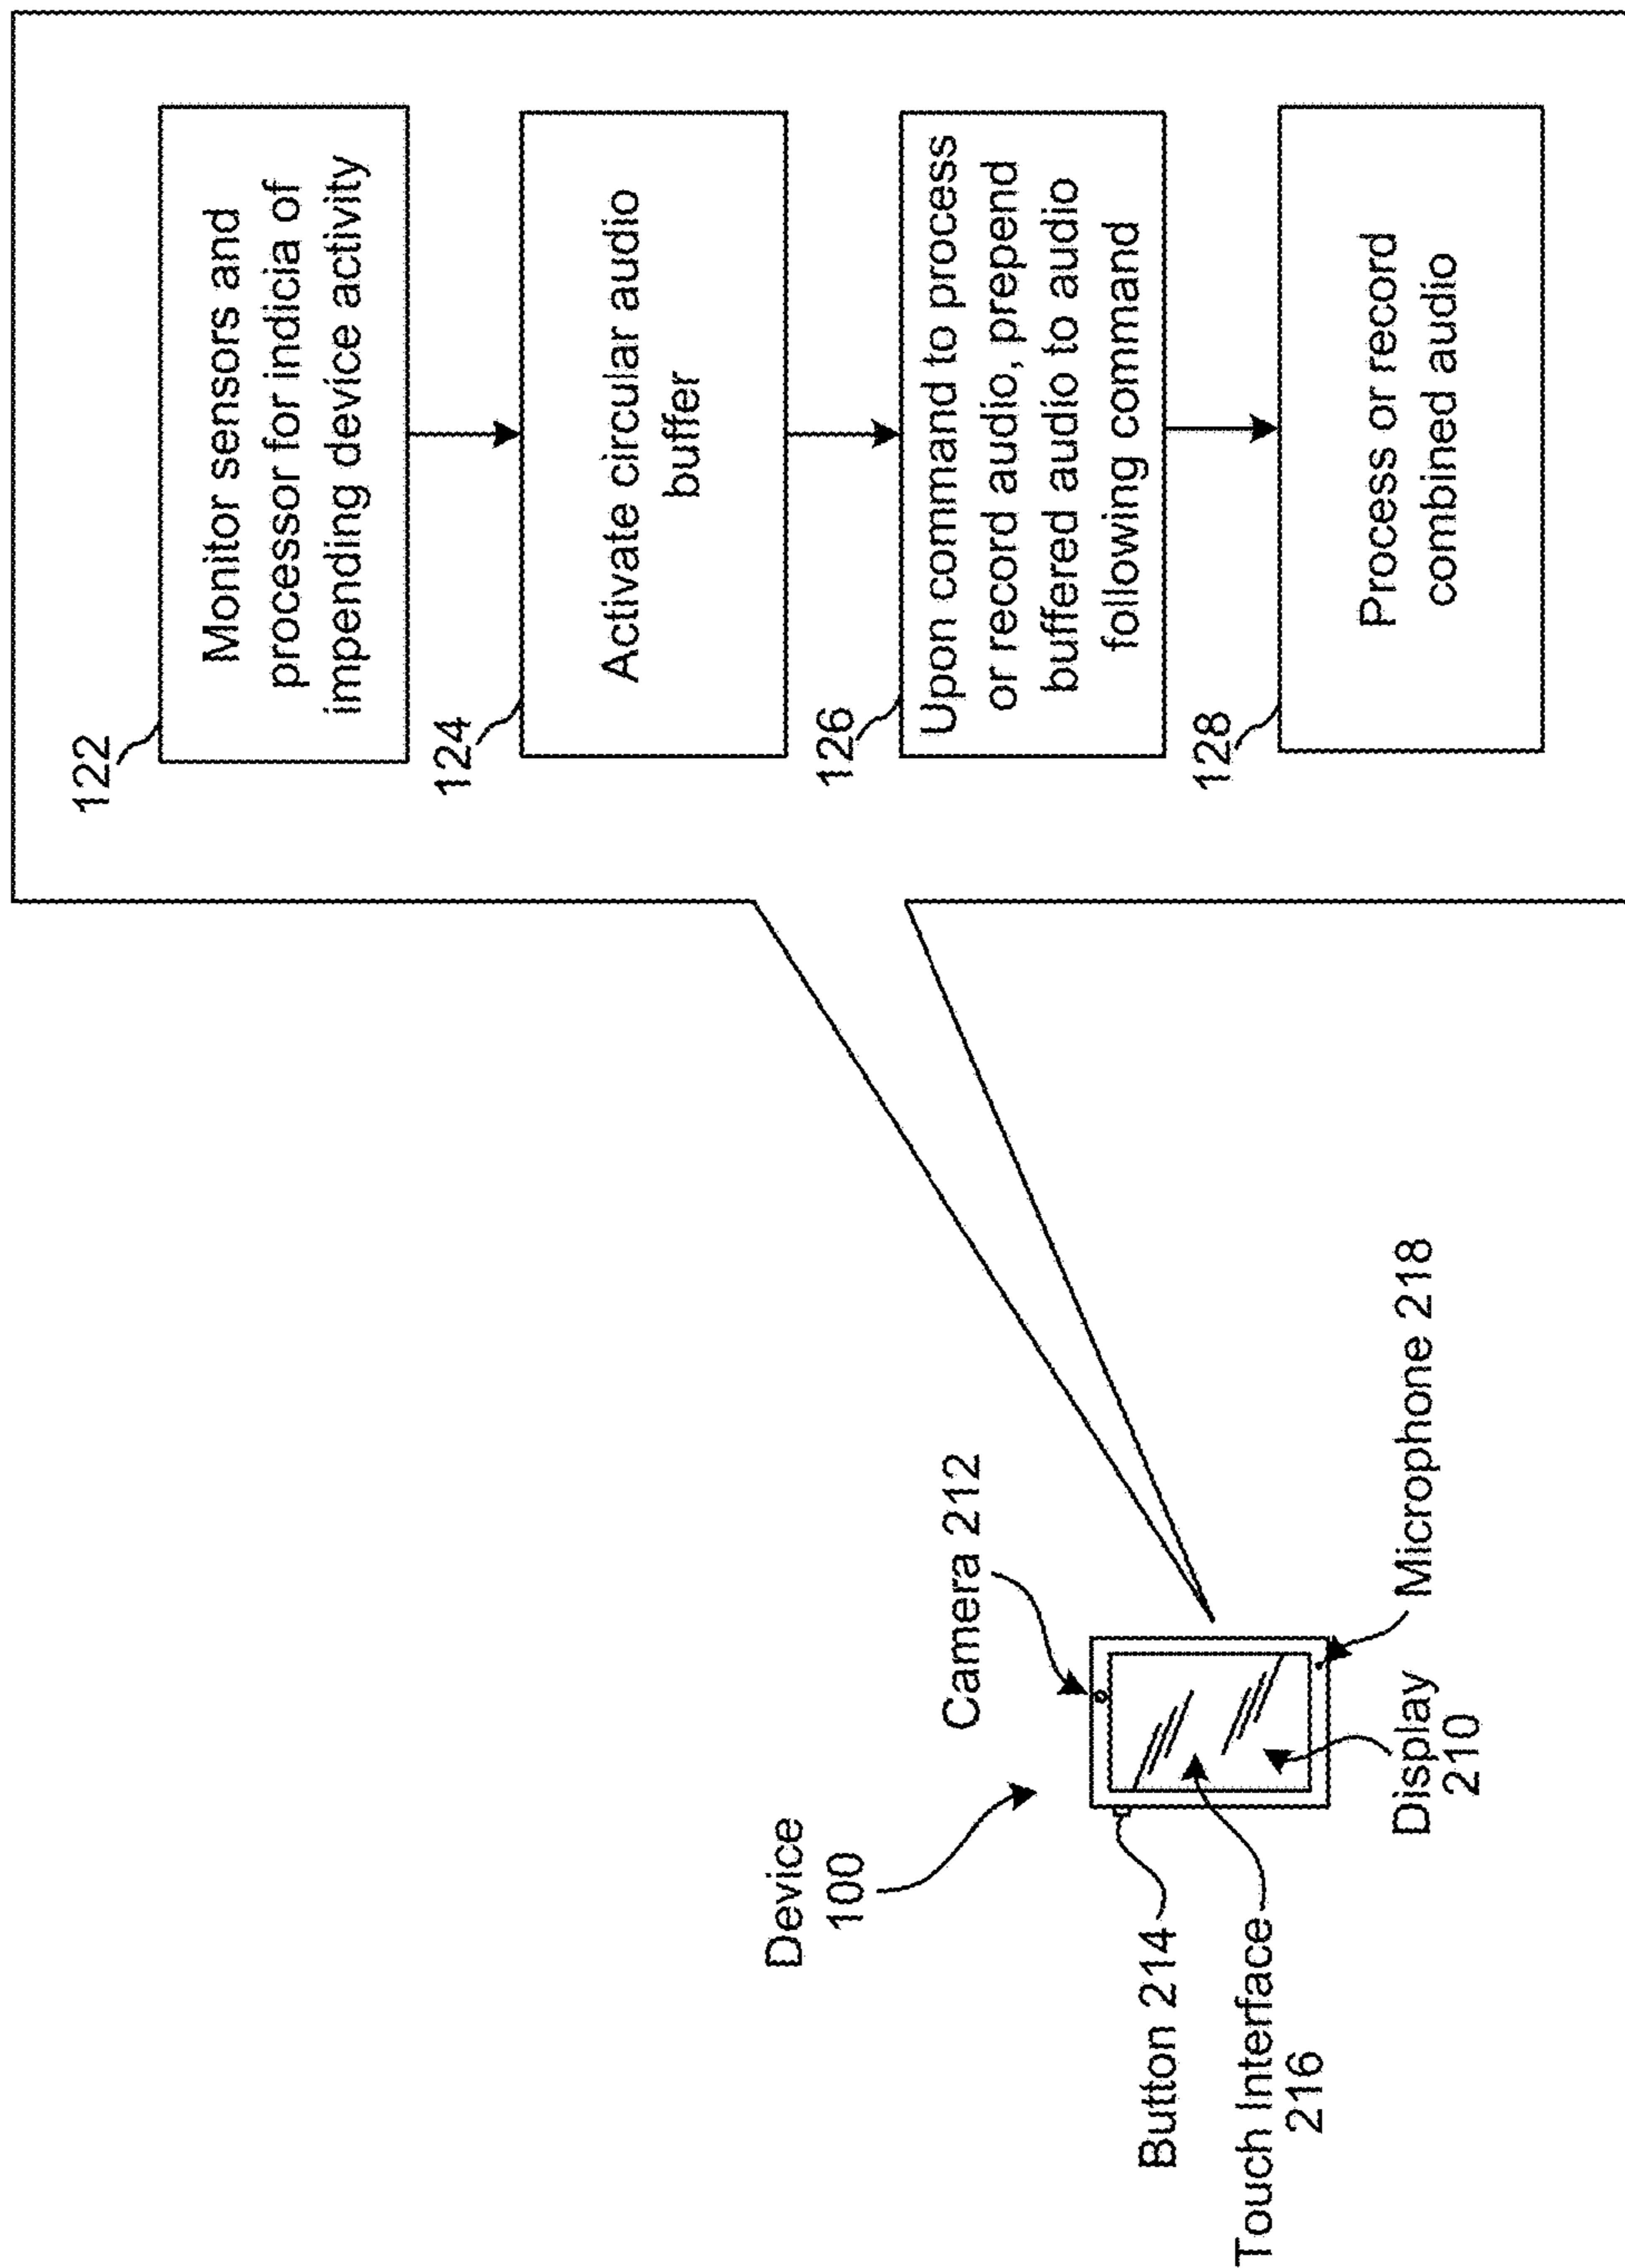 122
Monitor sensors and
processor for indicia of
impending device activity
124
Activate circular audio
buffer
126
Upon command to process
or record audio, prepend
buffered audio to audio
following command
128
Process or record
combined audio
Device
100
Camera 212
Button 214
Touch Interface
216
Display
210
Microphone 218